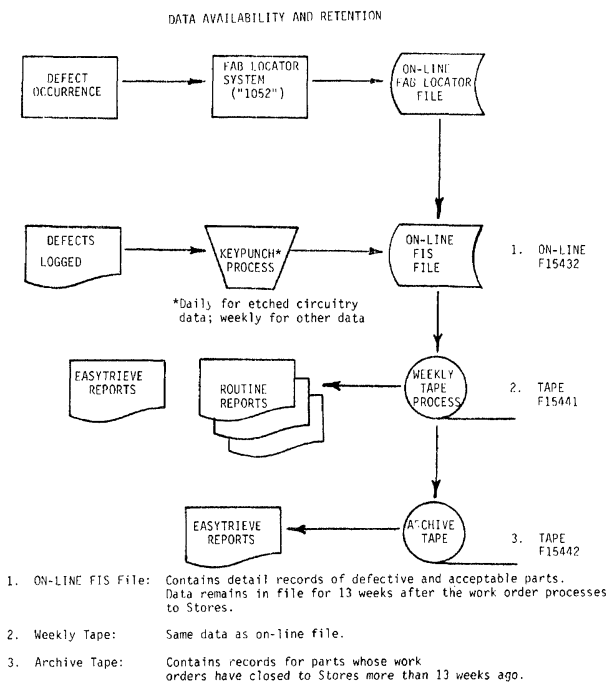 DATA AVAILABILITY AND RETENTION
DEFECT
OCCURRENCE
FAB LOCATOR
SYSTEM
("1052")
ON-LINE
FAB LOCATOR
FILE
DEFECTS
LOGGED
KEYPUNCH*
PROCESS
ON-LINE
FIS
FILE
1. ON-LINE
F15432
*Daily for etched circuitry
data; weekly for other data
EASYTRIEVE
REPORTS
ROUTINE
REPORTS
WEEKLY
TAPE
PROCESS
2. TAPE
F15441
EASYTRIEVE
REPORTS
ARCHIVE
TAPE
3. TAPE
F15442
1. ON-LINE FIS File: Contains detail records of defective and acceptable parts.
Data remains in file for 13 weeks after the work order processes
to Stores.
2. Weekly Tape: Same data as on-line file.
3. Archive Tape: Contains records for parts whose work
orders have closed to Stores more than 13 weeks ago.